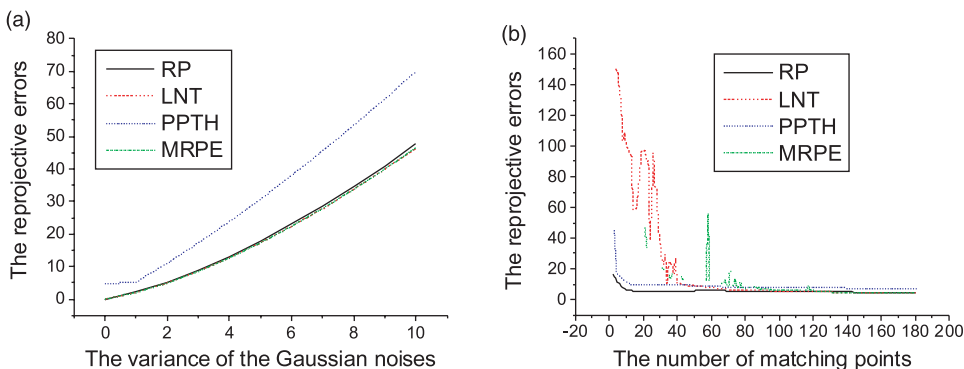 (a)
80
70
60
50
40
30
20
10
0
The reprojective errors
RP
LNT
PPTH
MRPE
0 2 4 6 8 10
The variance of the Gaussian noises
(b)
160
140
120
100
80
60
40
20
0
The reprojective errors
RP
LNT
PPTH
MRPE
-20 0 20 40 60 80 100 120 140 160 180 200
The number of matching points